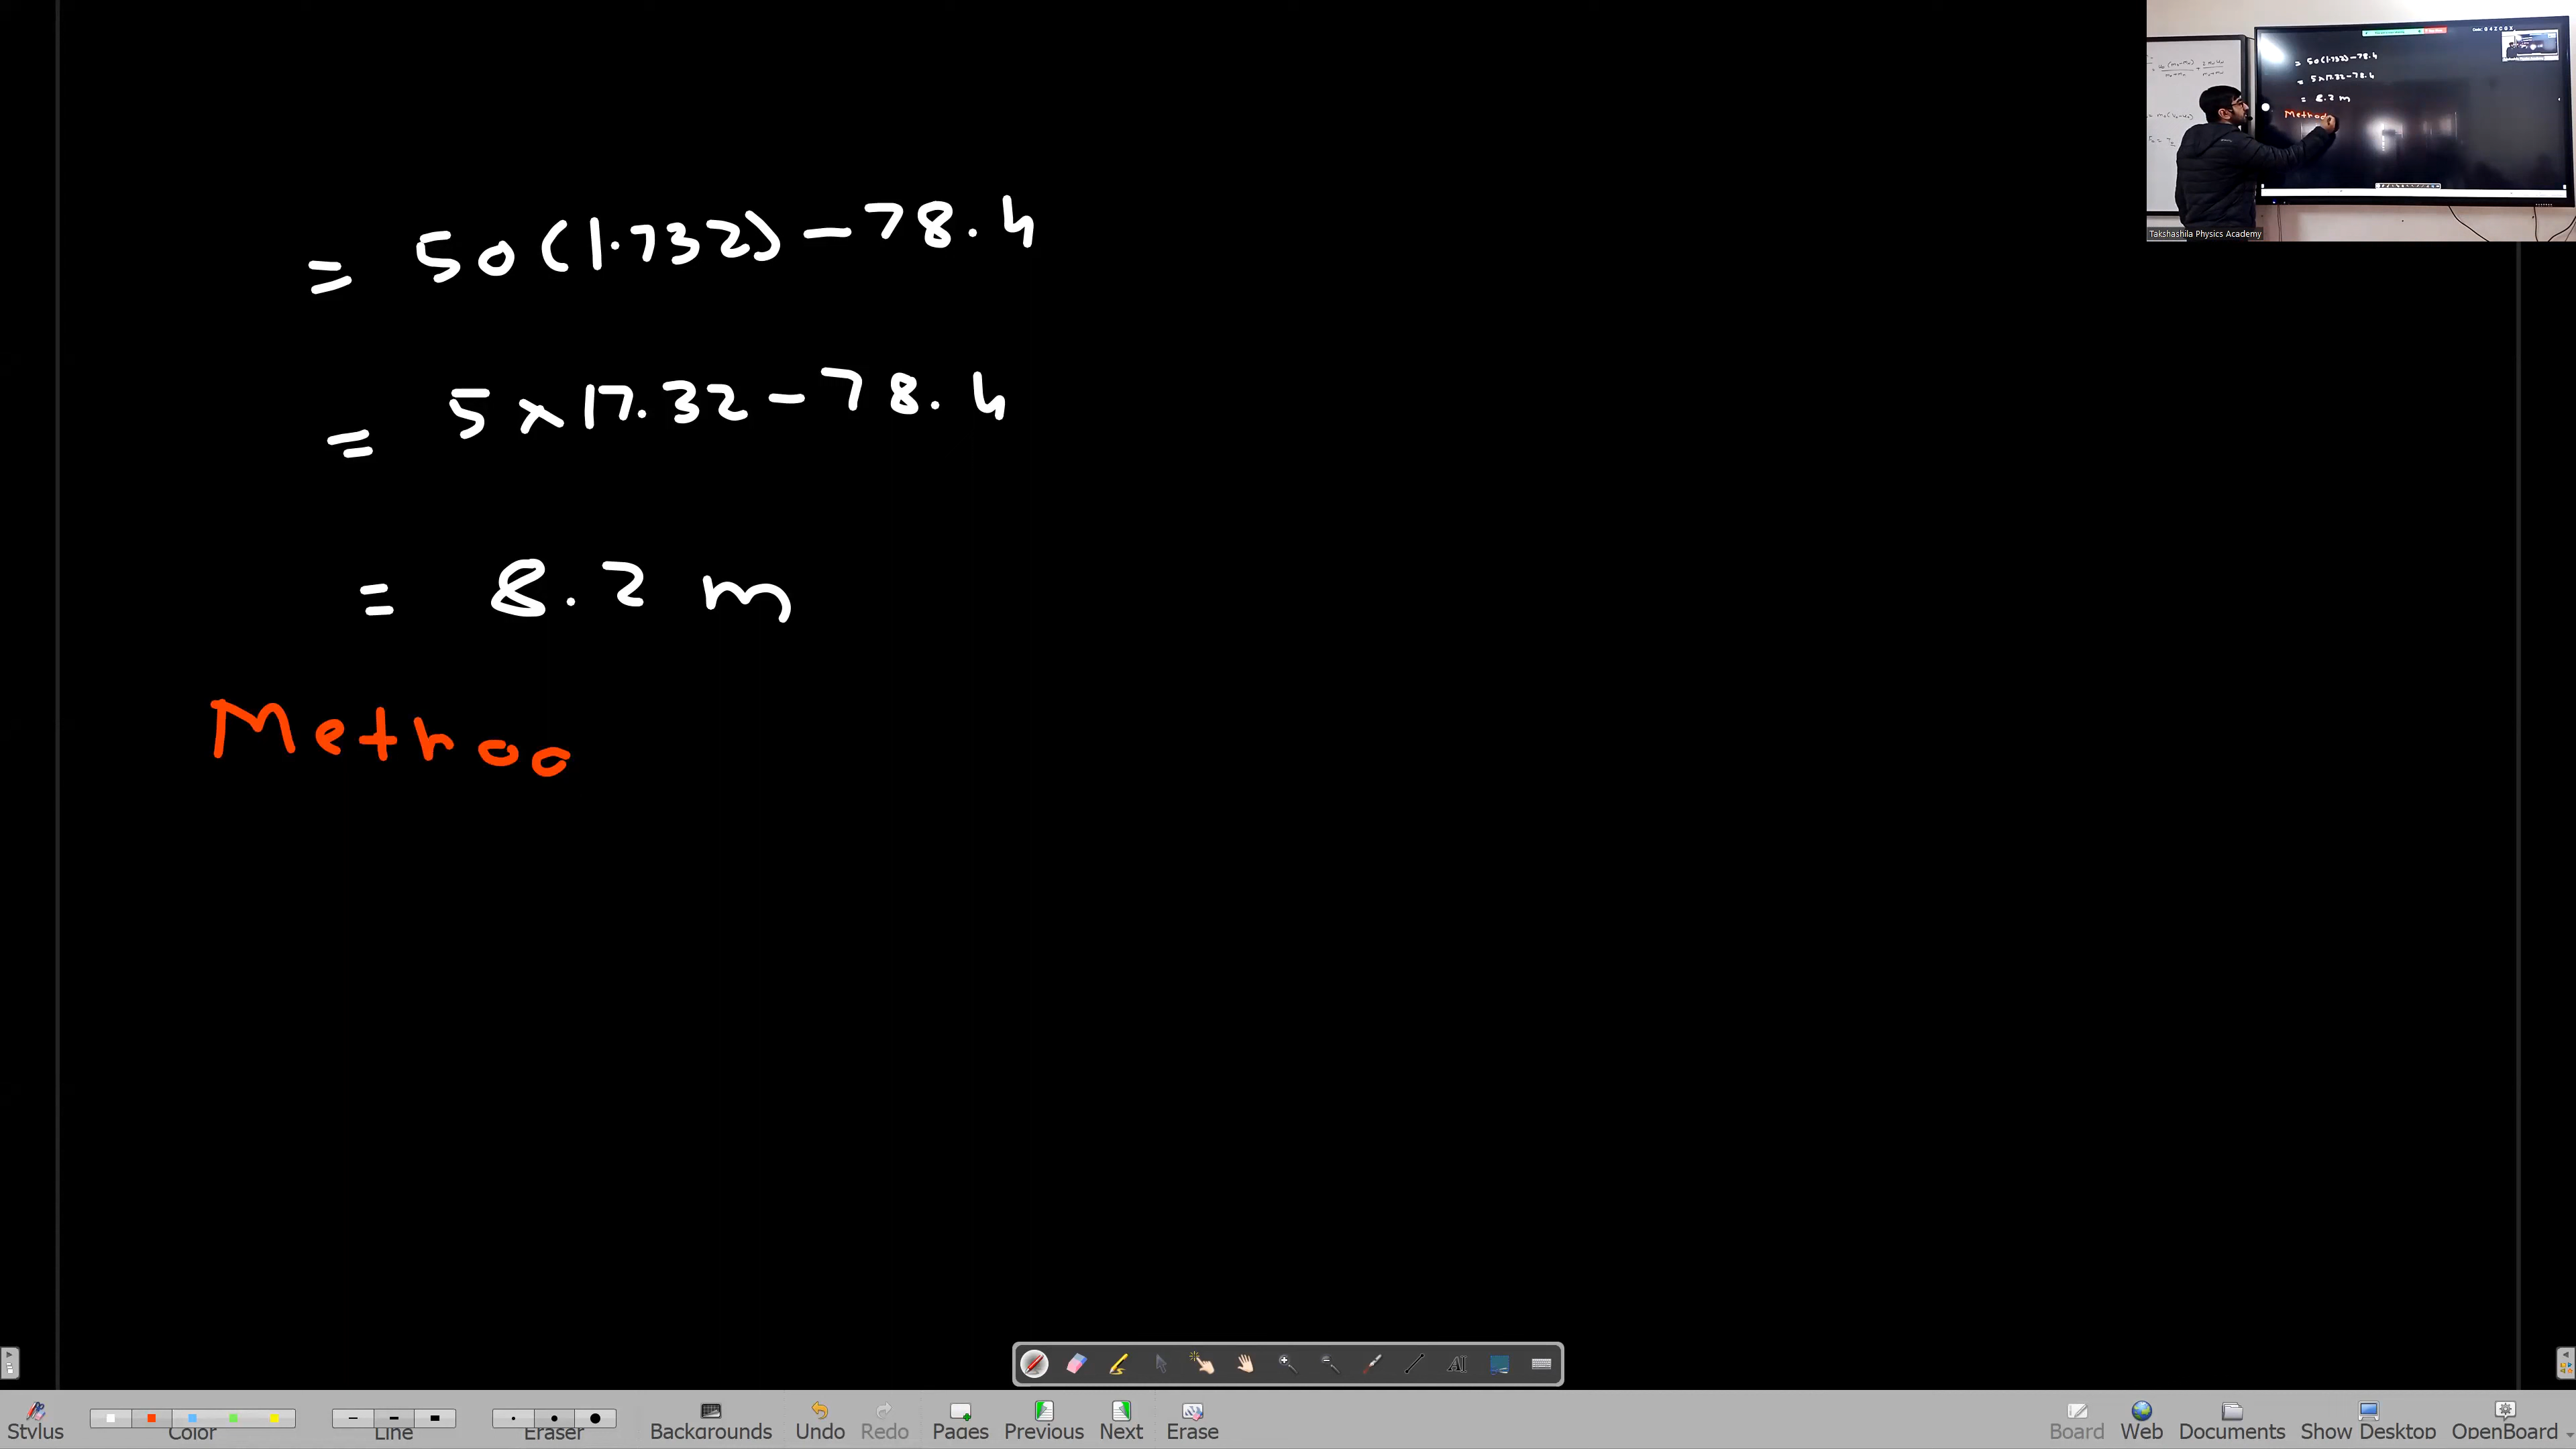 = 50(1.732) - 78.4
= 5 × 17.32 - 78.4
= 8.2 m
Methoo
Takshashila Physics Academy
Stylus Color Line Eraser Backgrounds Undo Redo Pages Previous Next Erase Board Web Documents Show Desktop OpenBoard